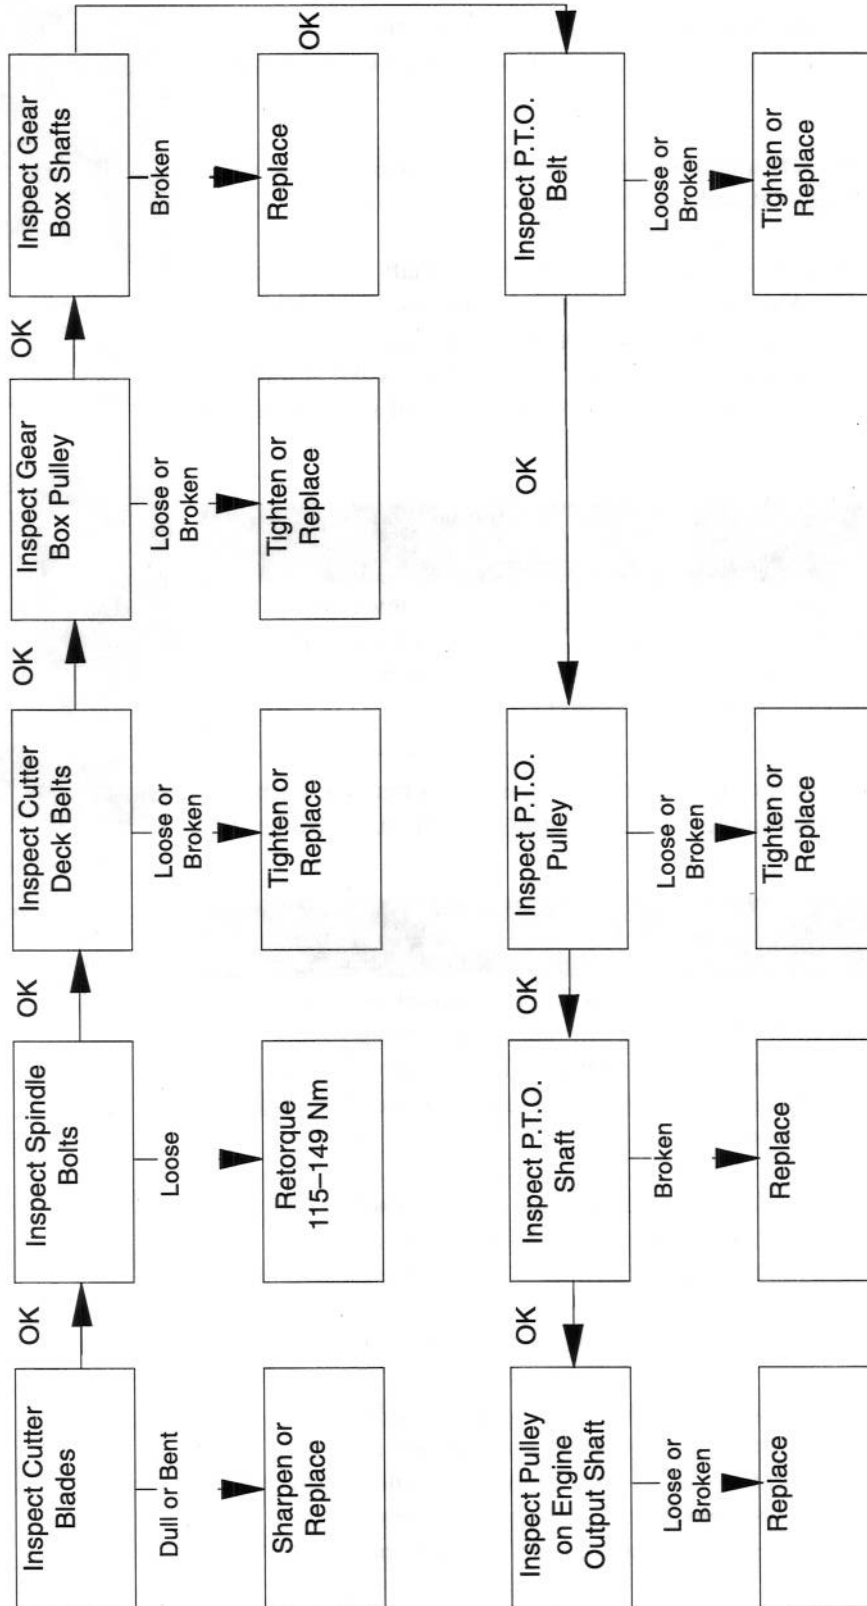 Inspect Cutter
Blades
Dull or Bent
Sharpen or
Replace
OK
Inspect Spindle
Bolts
Loose
Retorque
115–149 Nm
OK
Inspect Cutter
Deck Belts
Loose or
Broken
Tighten or
Replace
OK
Inspect Gear
Box Pulley
Loose or
Broken
Tighten or
Replace
OK
Inspect Gear
Box Shafts
Broken
Replace
OK
Inspect P.T.O.
Belt
Loose or
Broken
Tighten or
Replace
OK
Inspect P.T.O.
Pulley
Loose or
Broken
Tighten or
Replace
OK
Inspect P.T.O.
Shaft
Broken
Replace
OK
Inspect Pulley
on Engine
Output Shaft
Loose or
Broken
Replace